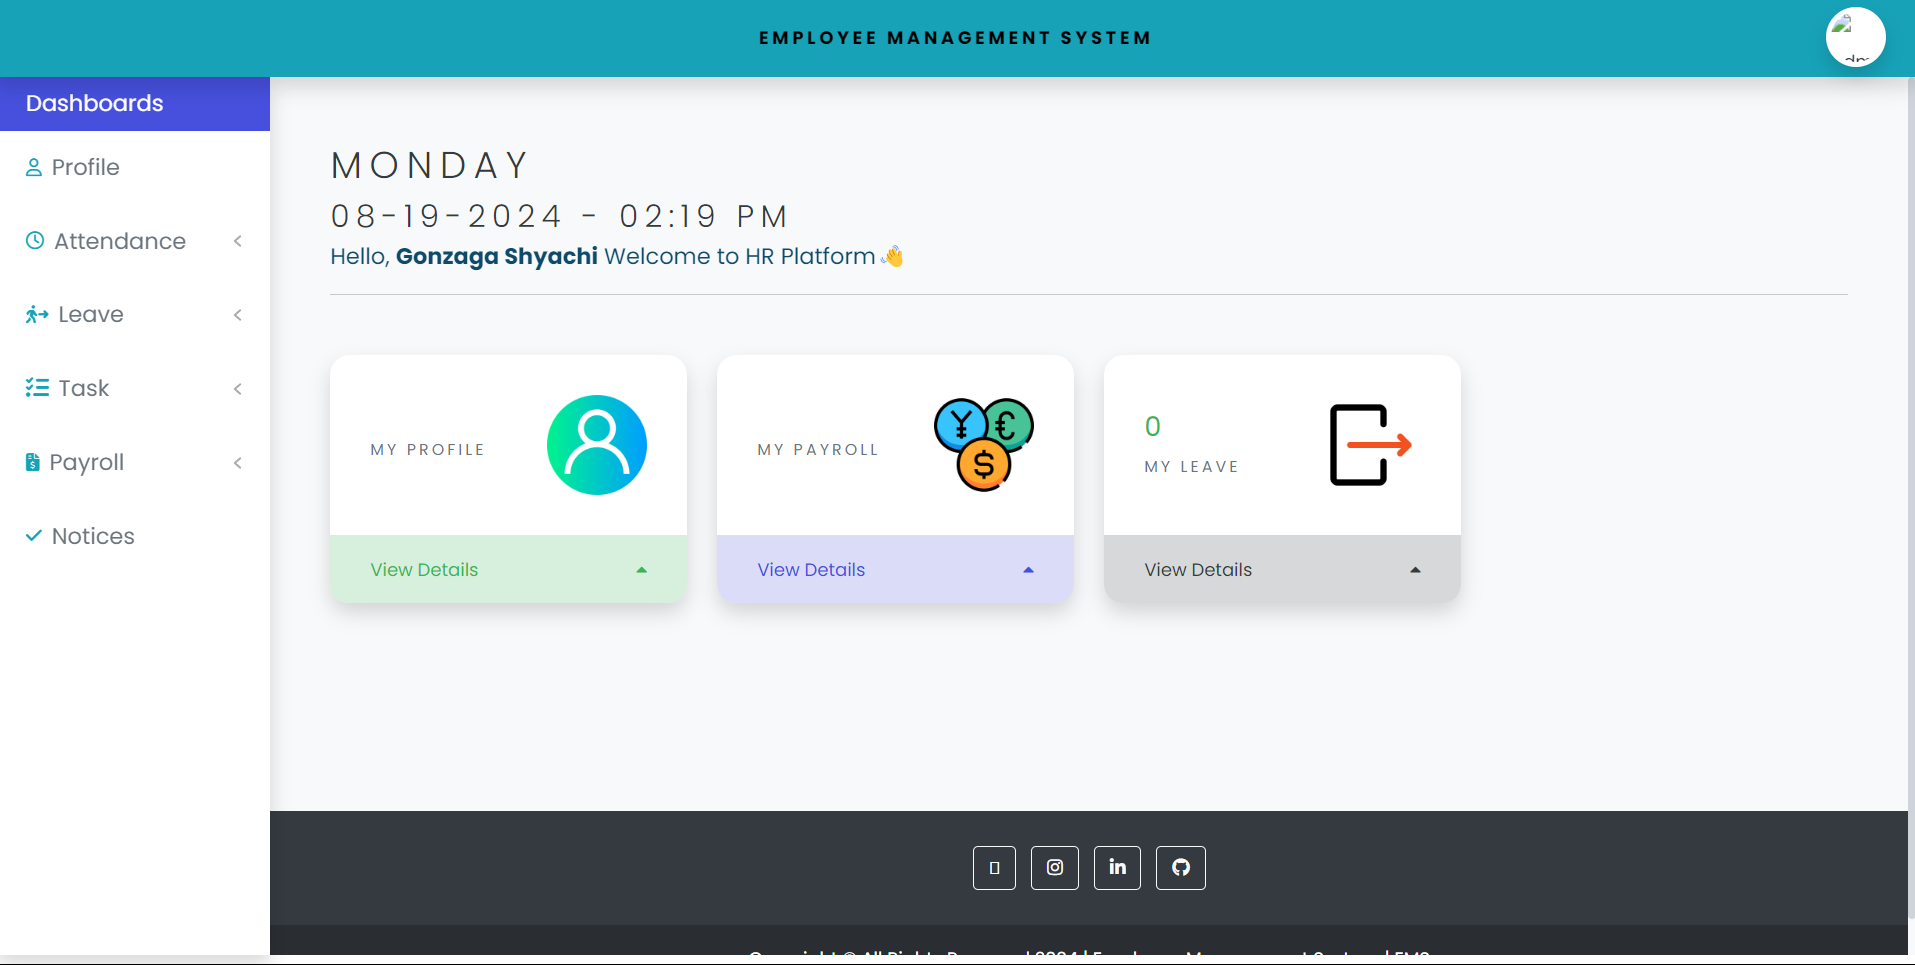 EMPLOYEE MANAGEMENT SYSTEM
Dashboards
Profile
Attendance
Leave
Task
Payroll
Notices
MONDAY
08-19-2024 - 02:19 PM
Hello, Gonzaga Shyachi Welcome to HR Platform 👋
MY PROFILE
View Details
MY PAYROLL
View Details
0
MY LEAVE
View Details